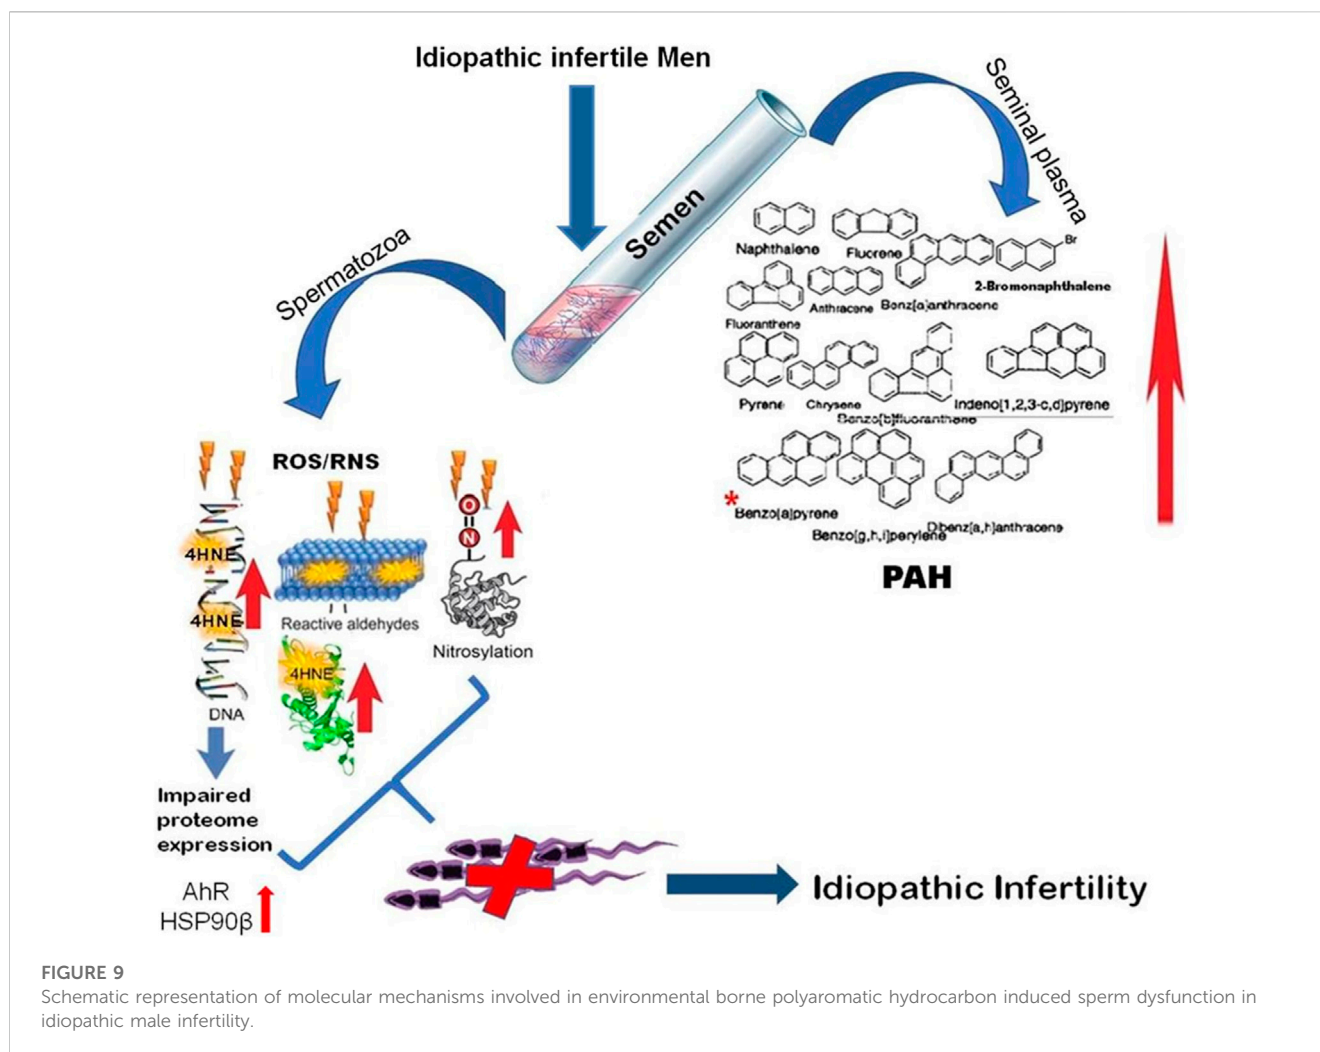 Idiopathic infertile Men
Seminal plasma
Semen
Spermatozoa
Naphthalene
Fluorene
Br
2-Bromonaphthalene
Anthracene
Benz[a]anthracene
Fluoranthene
Pyrene
Chrysene
Indeno[1,2,3-c,d]pyrene
Benzo[b]fluoranthene
*
Benzo[a]pyrene
Benzo[g,h,i]perylene
Dibenz[a,h]anthracene
PAH
ROS/RNS
O
N
4HNE
4HNE
Reactive aldehydes
Nitrosylation
4HNE
DNA
Impaired
proteome
expression
AhR
HSP90β
Idiopathic Infertility
FIGURE 9
Schematic representation of molecular mechanisms involved in environmental borne polyaromatic hydrocarbon induced sperm dysfunction in
idiopathic male infertility.